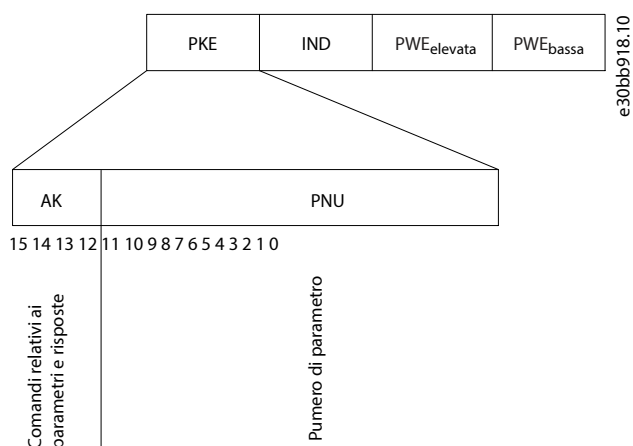 PKE IND PWEelevata PWEbassa
e30bb918.10
AK PNU
15 14 13 12 11 10 9 8 7 6 5 4 3 2 1 0
Comandi relativi ai
parametri e risposte
Pumero di parametro